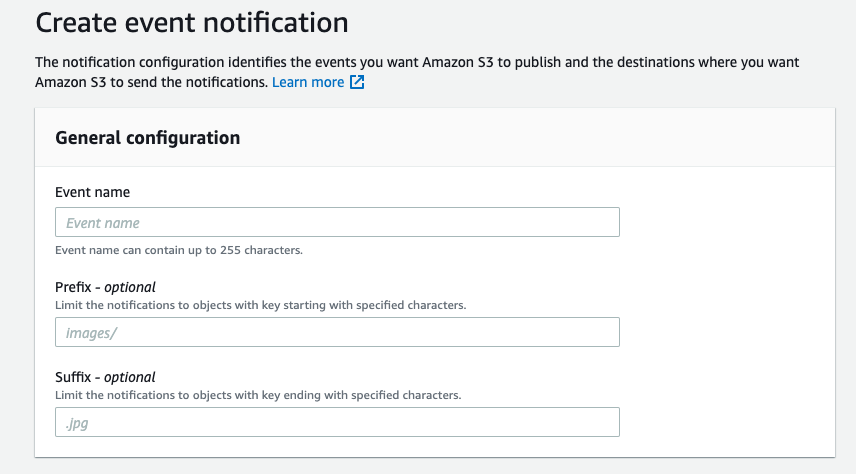 Create event notification
The notification configuration identifies the events you want Amazon S3 to publish and the destinations where you want
Amazon S3 to send the notifications. Learn more
General configuration
Event name
Event name
Event name can contain up to 255 characters.
Prefix - optional
Limit the notifications to objects with key starting with specified characters.
images/
Suffix - optional
Limit the notifications to objects with key ending with specified characters.
.jpg